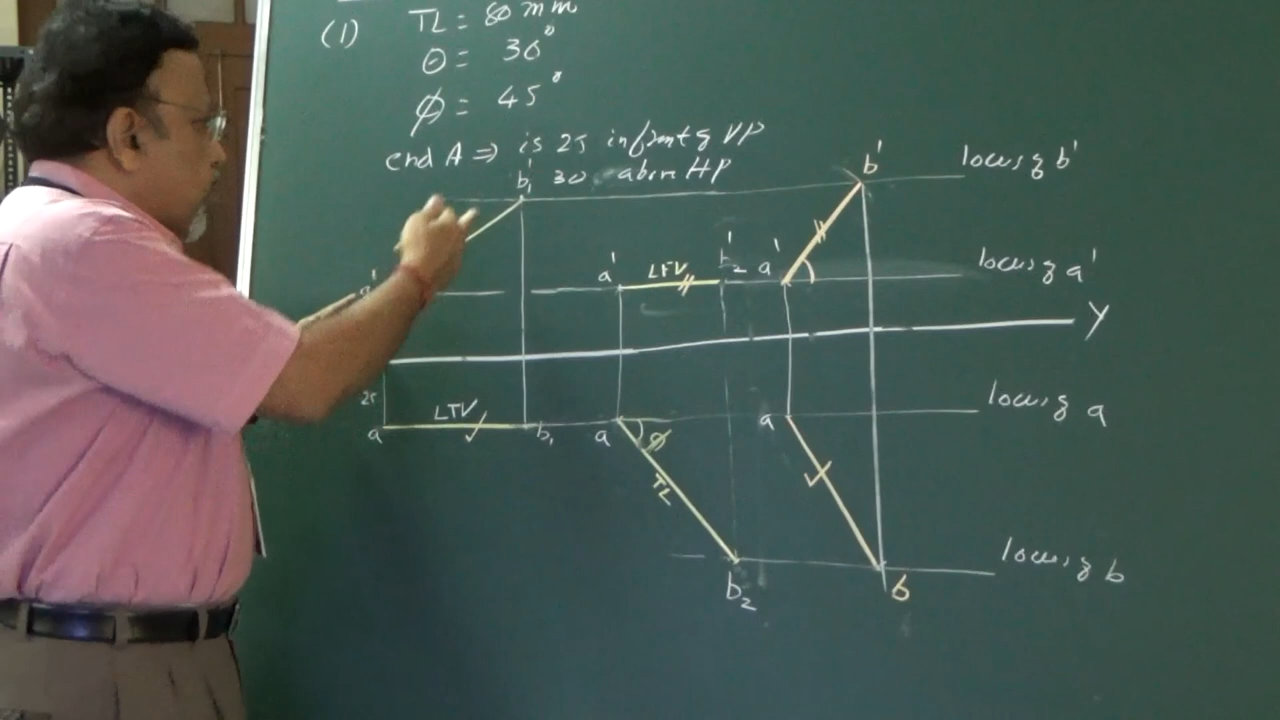 (1) TL = 80 mm
θ = 30°
φ = 45°
end A ⇒ is 25 infront of VP
30 above HP
b'
locus of b'
b₁'
a'
a'
LFV
b₂'
a'
locus of a'
Y
25
LTV
a
b₁
a
φ
TL
a
locus of a
locus of b
b₂
b